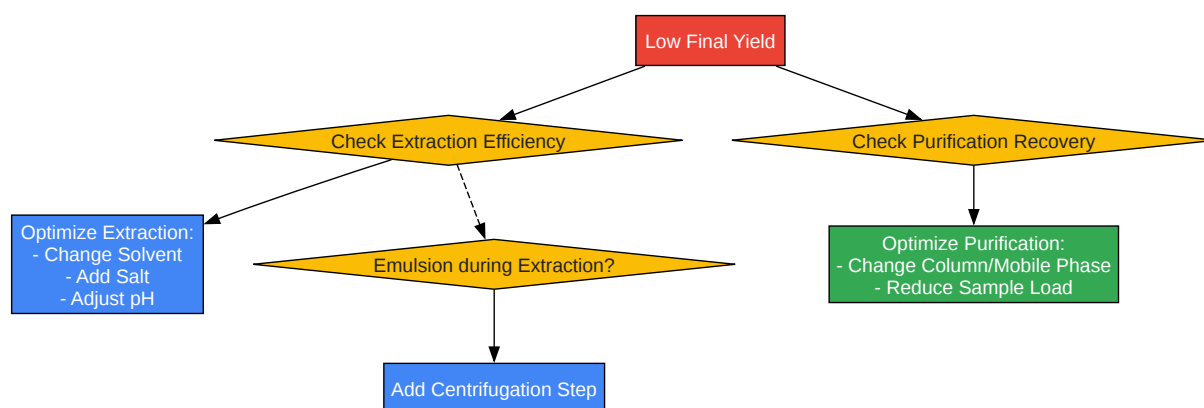 Low Final Yield
Check Extraction Efficiency
Check Purification Recovery
Optimize Extraction:
- Change Solvent
- Add Salt
- Adjust pH
Emulsion during Extraction?
Optimize Purification:
- Change Column/Mobile Phase
- Reduce Sample Load
Add Centrifugation Step